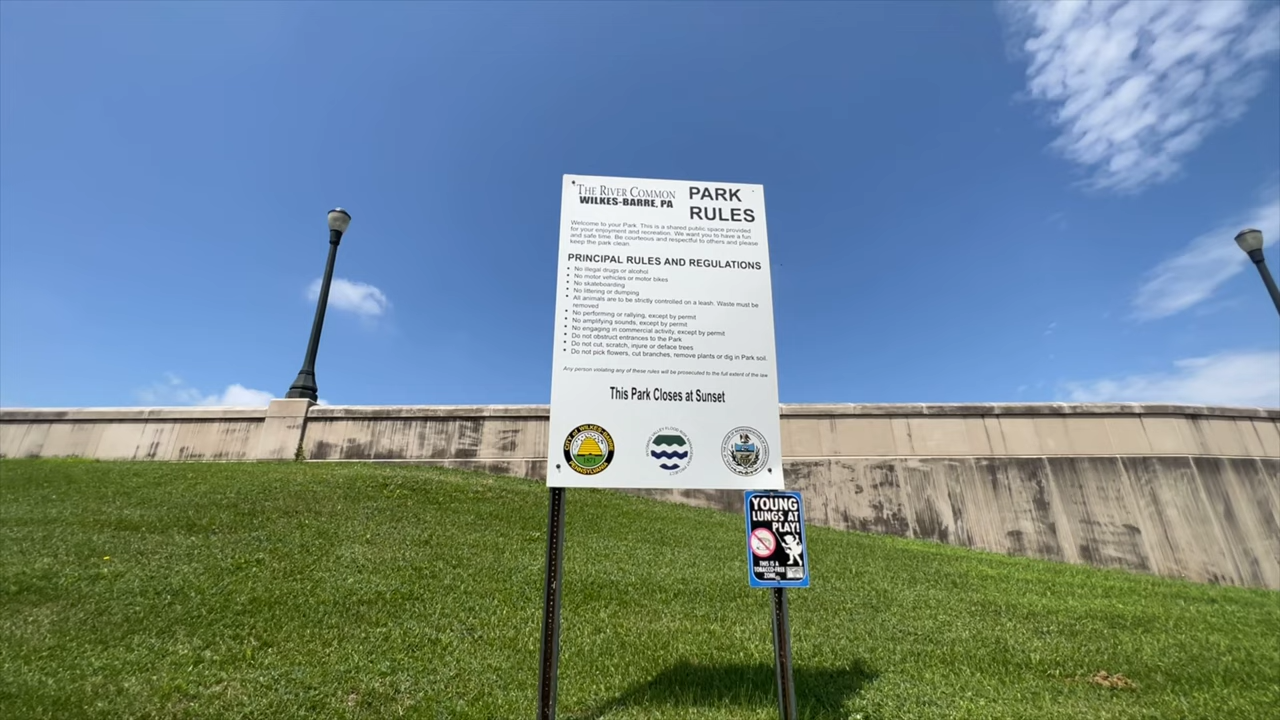 THE RIVER COMMON
WILKES-BARRE, PA
PARK
RULES
Welcome to your Park. This is a shared public space provided
for your enjoyment and recreation. We want you to have a fun
and safe time. Be courteous and respectful to others and please
keep the park clean.
PRINCIPAL RULES AND REGULATIONS
• No illegal drugs or alcohol
• No motor vehicles or motor bikes
• No skateboarding
• No littering or dumping
• All animals are to be strictly controlled on a leash. Waste must be
removed
• No performing or rallying, except by permit
• No amplifying sounds, except by permit
• No engaging in commercial activity, except by permit
• Do not obstruct entrances to the Park
• Do not cut, scratch, injure or deface trees
• Do not pick flowers, cut branches, remove plants or dig in Park soil.
Any person violating any of these rules will be prosecuted to the full extent of the law
This Park Closes at Sunset
CITY OF WILKES-BARRE
PENNSYLVANIA
YOUNG
LUNGS AT
PLAY!
THIS IS A
TOBACCO-FREE
ZONE